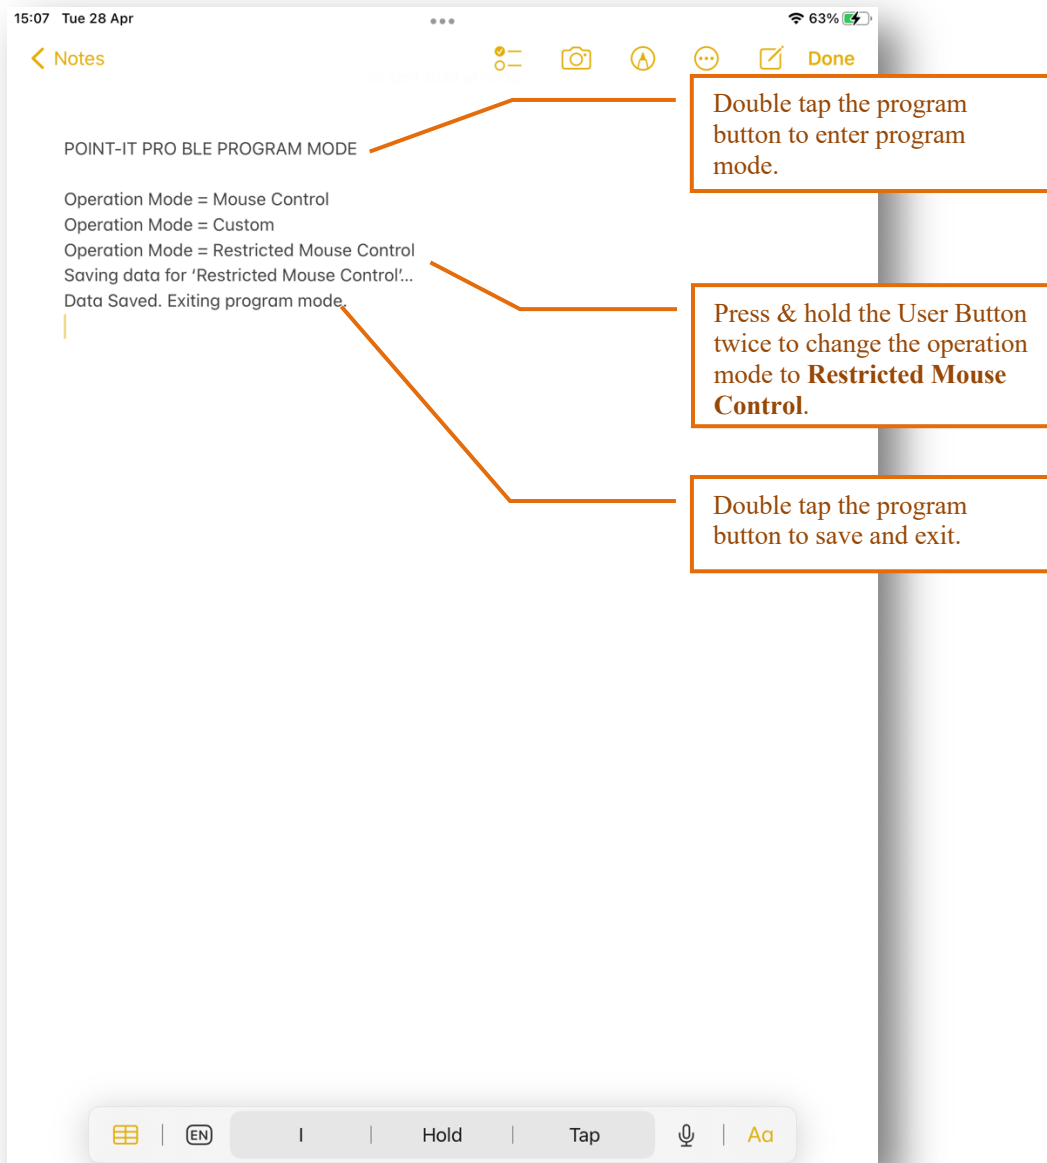 15:07 Tue 28 Apr
63%
Notes
Done
Double tap the program
button to enter program
mode.
POINT-IT PRO BLE PROGRAM MODE
Operation Mode = Mouse Control
Operation Mode = Custom
Operation Mode = Restricted Mouse Control
Saving data for ‘Restricted Mouse Control’...
Data Saved. Exiting program mode.
Press & hold the User Button
twice to change the operation
mode to Restricted Mouse
Control.
Double tap the program
button to save and exit.
EN
I
Hold
Tap
Aa